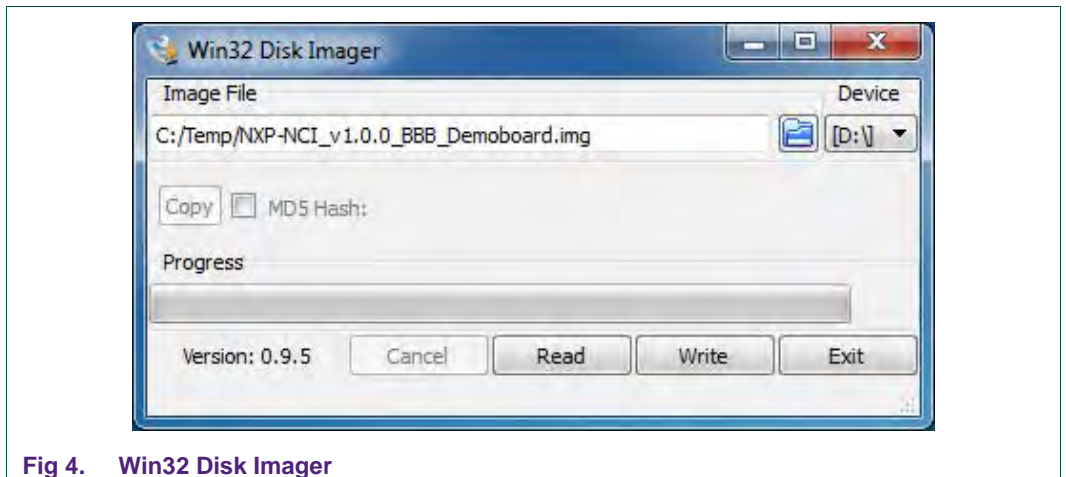 Win32 Disk Imager
Image File Device
C:/Temp/NXP-NCI_v1.0.0_BBB_Demoboard.img [D:\]
Copy MD5 Hash:
Progress
Version: 0.9.5 Cancel Read Write Exit
Fig 4. Win32 Disk Imager